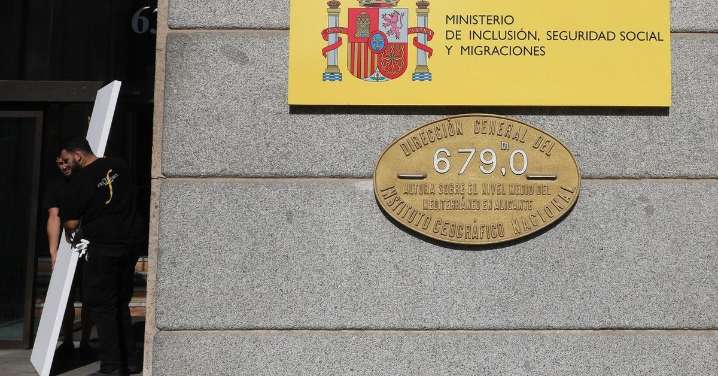 63
MINISTERIO
DE INCLUSIÓN, SEGURIDAD SOCIAL
Y MIGRACIONES
DIRECCIÓN GENERAL DEL
679,0
ALTURA SOBRE EL NIVEL MEDIO DEL
MEDITERRÁNEO EN ALICANTE
INSTITUTO GEOGRÁFICO NACIONAL